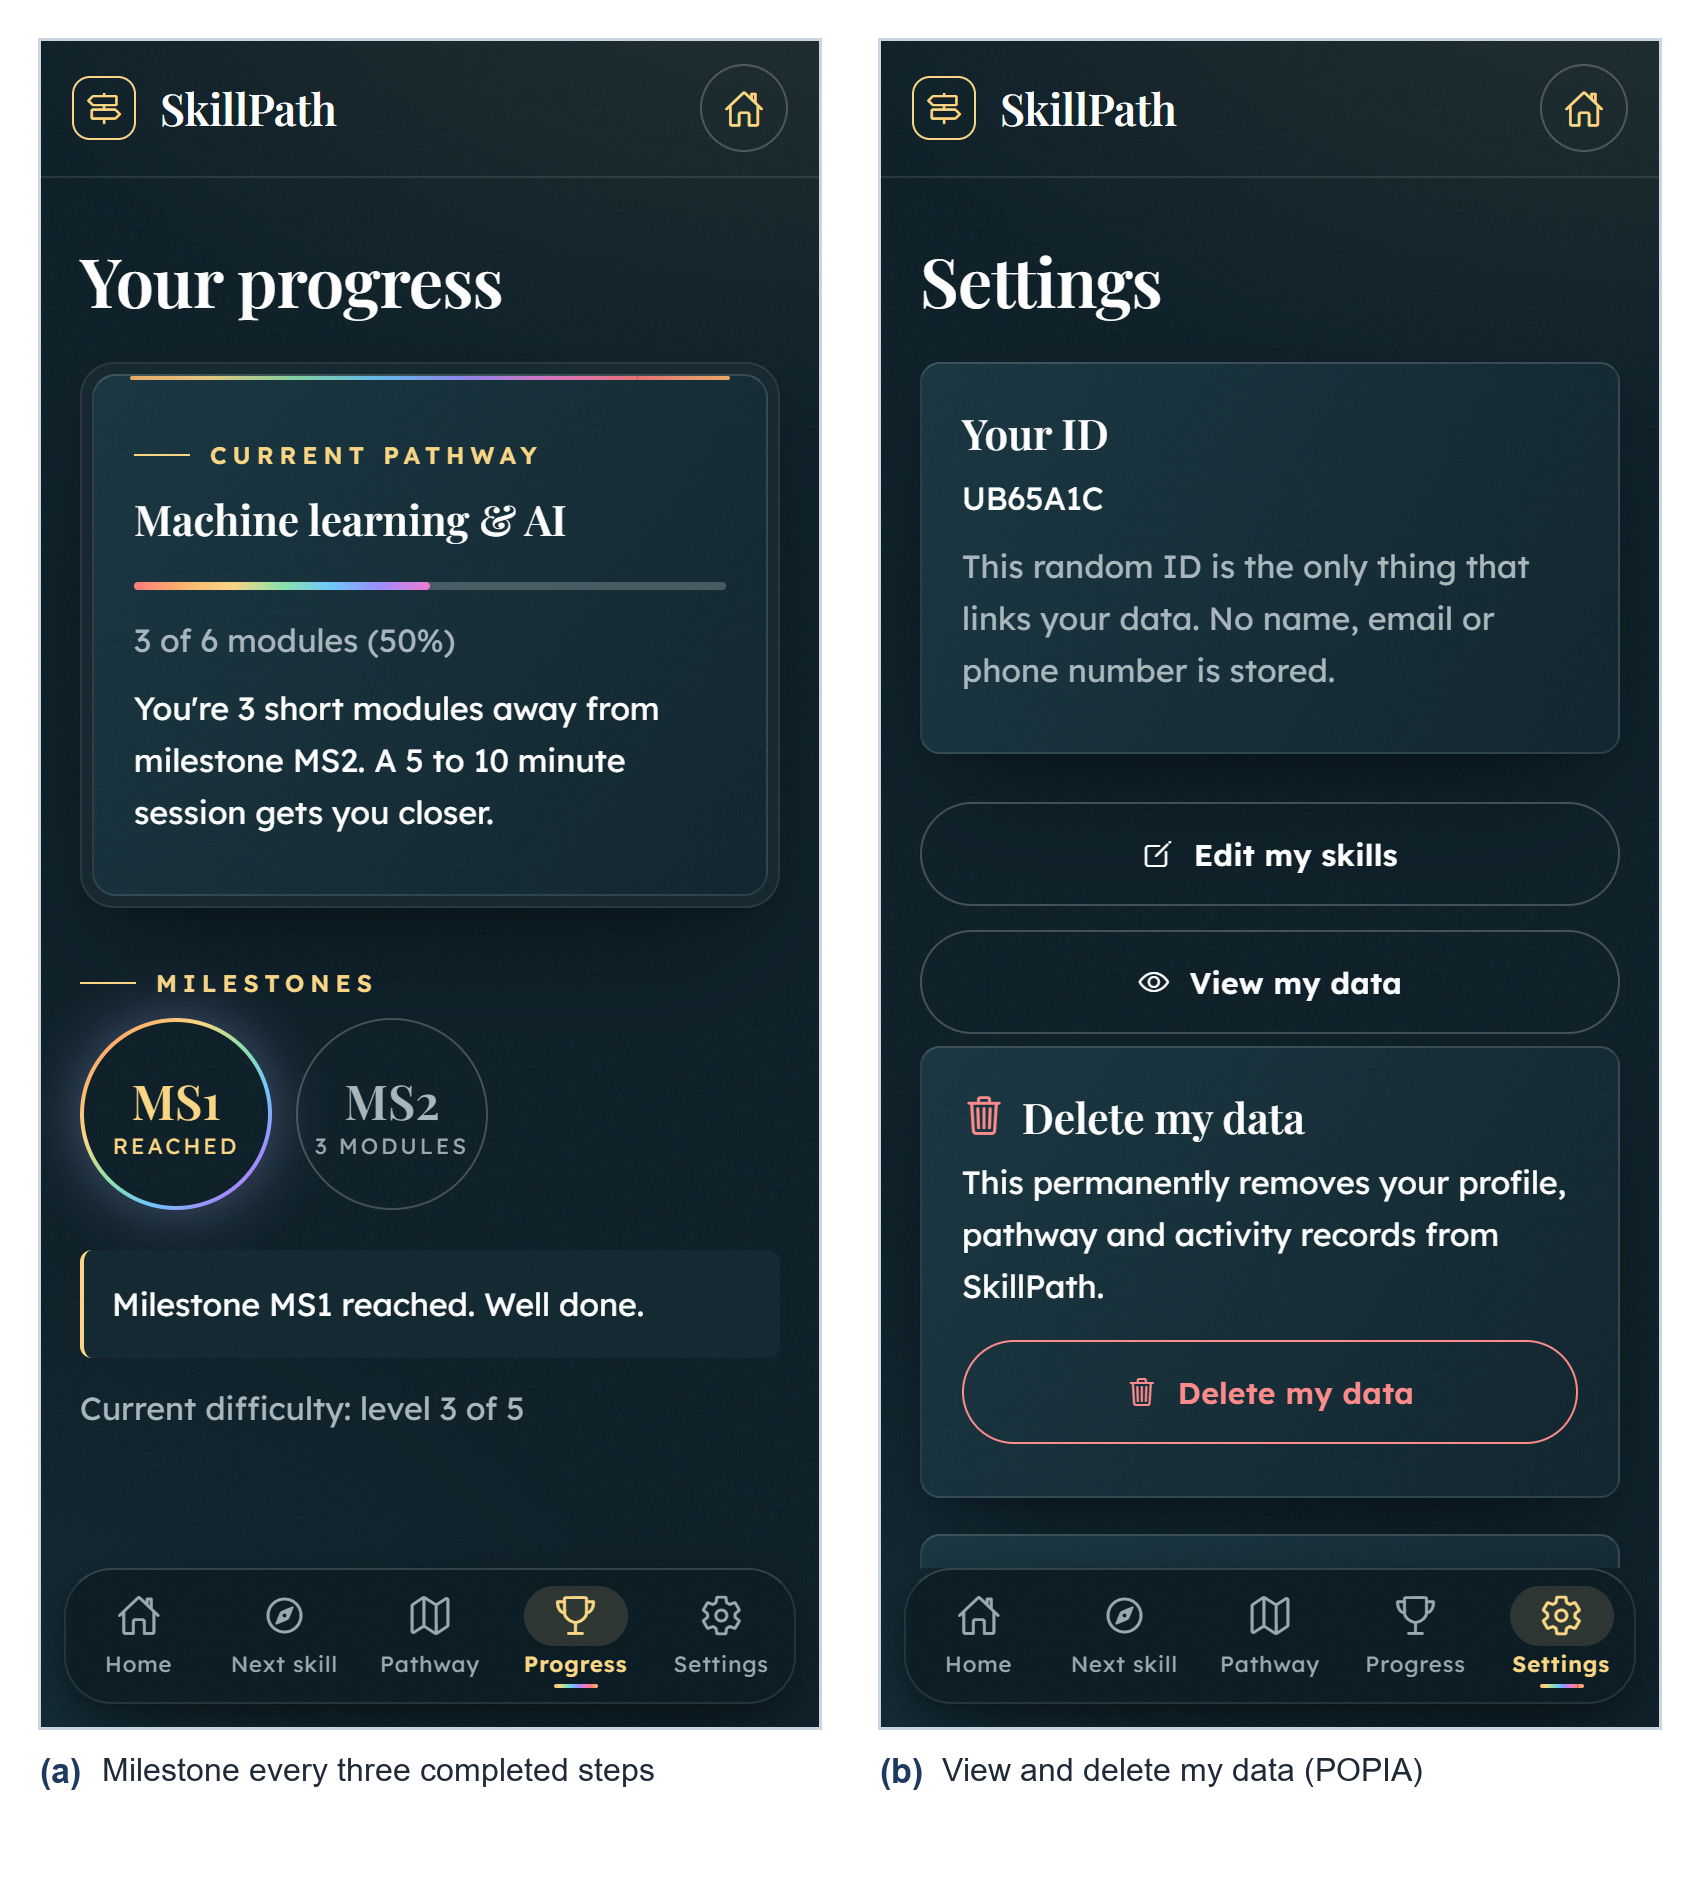 SkillPath
Your progress
CURRENT PATHWAY
Machine learning & AI
3 of 6 modules (50%)
You're 3 short modules away from
milestone MS2. A 5 to 10 minute
session gets you closer.
MILESTONES
MS1
REACHED
MS2
3 MODULES
Milestone MS1 reached. Well done.
Current difficulty: level 3 of 5
Home
Next skill
Pathway
Progress
Settings
(a) Milestone every three completed steps
SkillPath
Settings
Your ID
UB65A1C
This random ID is the only thing that
links your data. No name, email or
phone number is stored.
Edit my skills
View my data
Delete my data
This permanently removes your profile,
pathway and activity records from
SkillPath.
Delete my data
Home
Next skill
Pathway
Progress
Settings
(b) View and delete my data (POPIA)